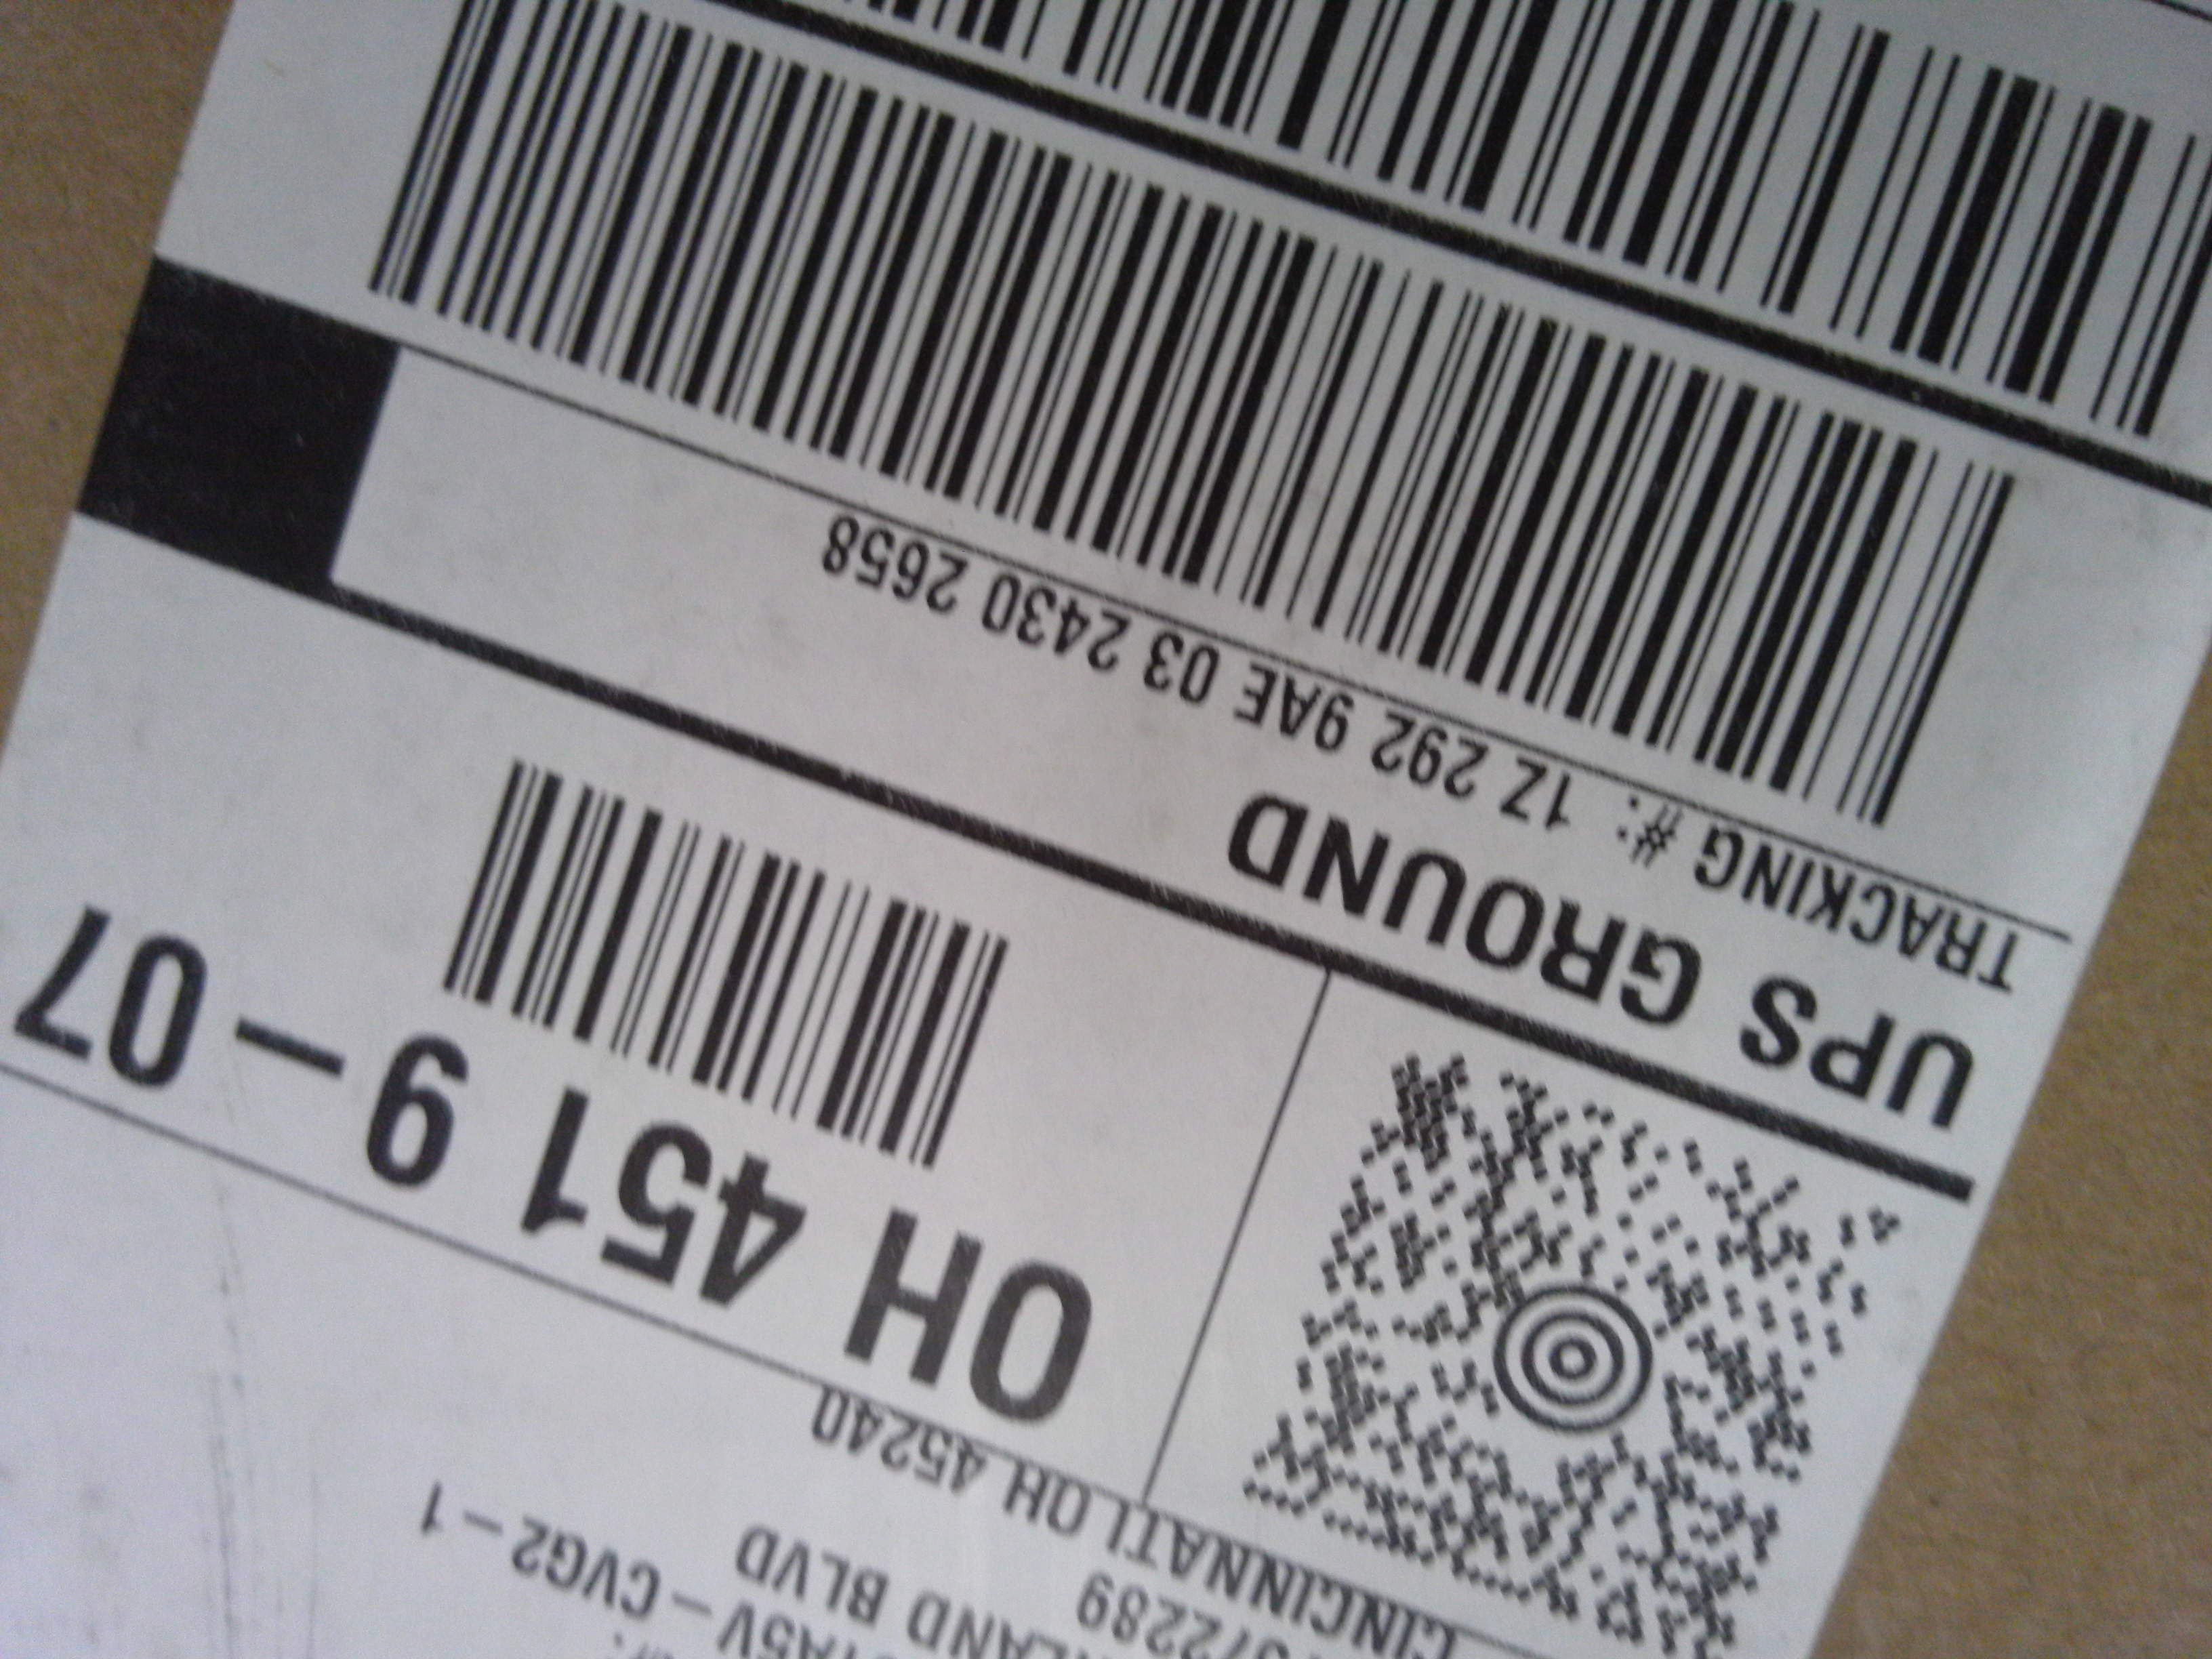 CVG2 – 1
BLVD
CINCINNATI OH 45240
OH 451 9 – 07
UPS GROUND
TRACKING #: 1Z 292 9AE 03 2430 2658